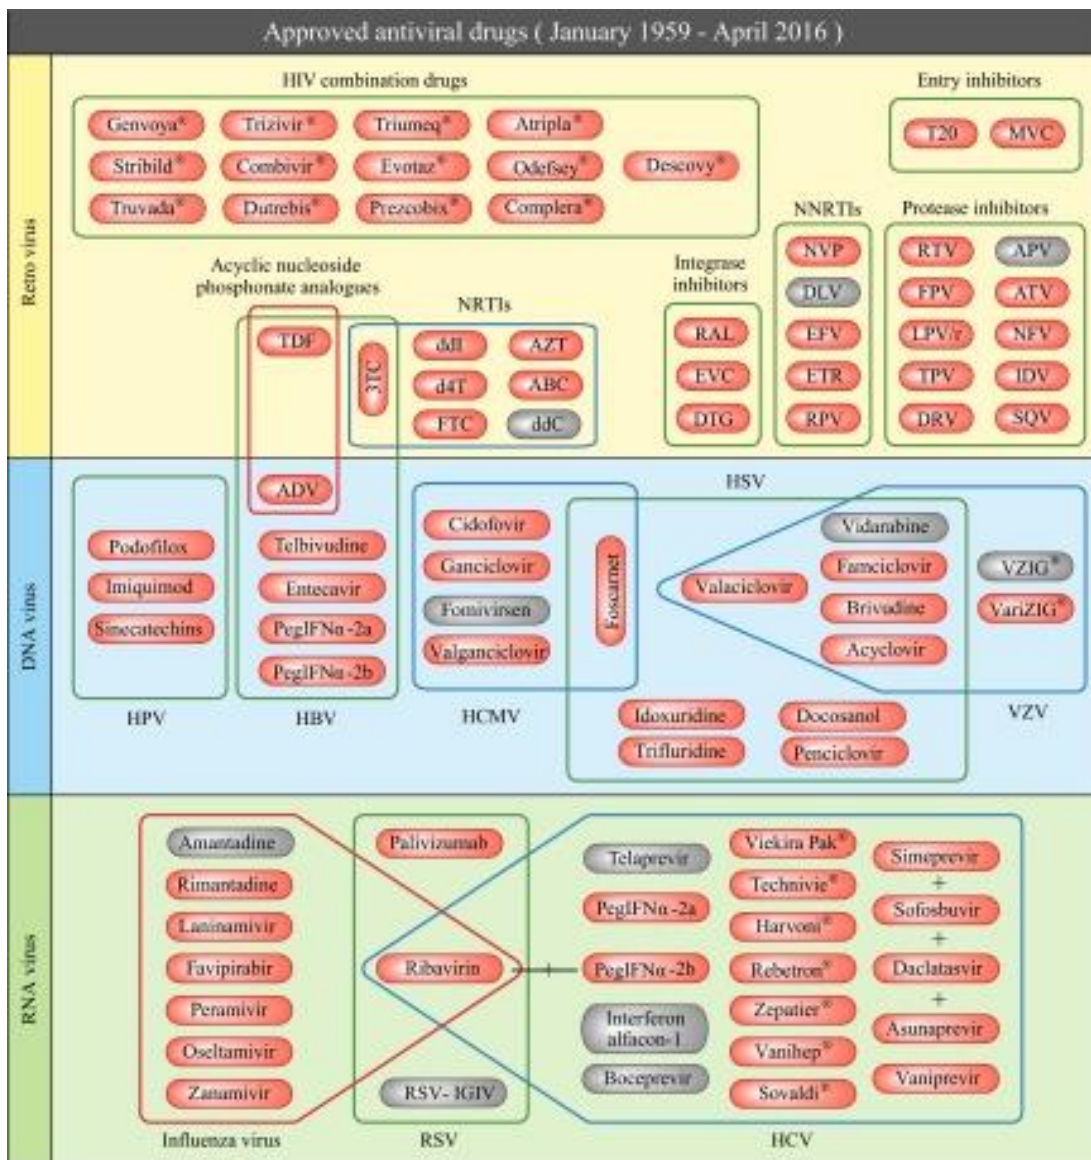 Approved antiviral drugs ( January 1959 - April 2016 )
Retro virus
HIV combination drugs
Genvoya® Trizivir® Triumeq® Atripla®
Stribild® Combivir® Evotaz® Odefsey® Descovy®
Truvada® Dutrebis® Prezcobix® Complera®
Entry inhibitors
T20 MVC
Acyclic nucleoside
phosphonate analogues
TDF
ADV
NRTIs
3TC
ddI AZT
d4T ABC
FTC ddC
Integrase
inhibitors
RAL
EVC
DTG
NNRTIs
NVP
DLV
EFV
ETR
RPV
Protease inhibitors
RTV APV
FPV ATV
LPV/r NFV
TPV IDV
DRV SQV
DNA virus
Podofilox
Imiquimod
Sinecatechins
HPV
Telbivudine
Entecavir
PegIFNα-2a
PegIFNα-2b
HBV
Cidofovir
Ganciclovir
Fomivirsen
Valganciclovir
HCMV
Foscarnet
HSV
Valaciclovir
Vidarabine
Famciclovir
Brivudine
Acyclovir
Idoxuridine Docosanol
Trifluridine Penciclovir
VZIG®
VariZIG®
VZV
RNA virus
Amantadine
Rimantadine
Laninamivir
Favipirabir
Peramivir
Oseltamivir
Zanamivir
Influenza virus
Palivizumab
Ribavirin
+
RSV- IGIV
RSV
Telaprevir
PegIFNα-2a
PegIFNα-2b
Interferon
alfacon-1
Boceprevir
Viekira Pak®
Technivie®
Harvoni®
Rebetron®
Zepatier®
Vanihep®
Sovaldi®
Simeprevir
+
Sofosbuvir
+
Daclatasvir
+
Asunaprevir
Vaniprevir
HCV